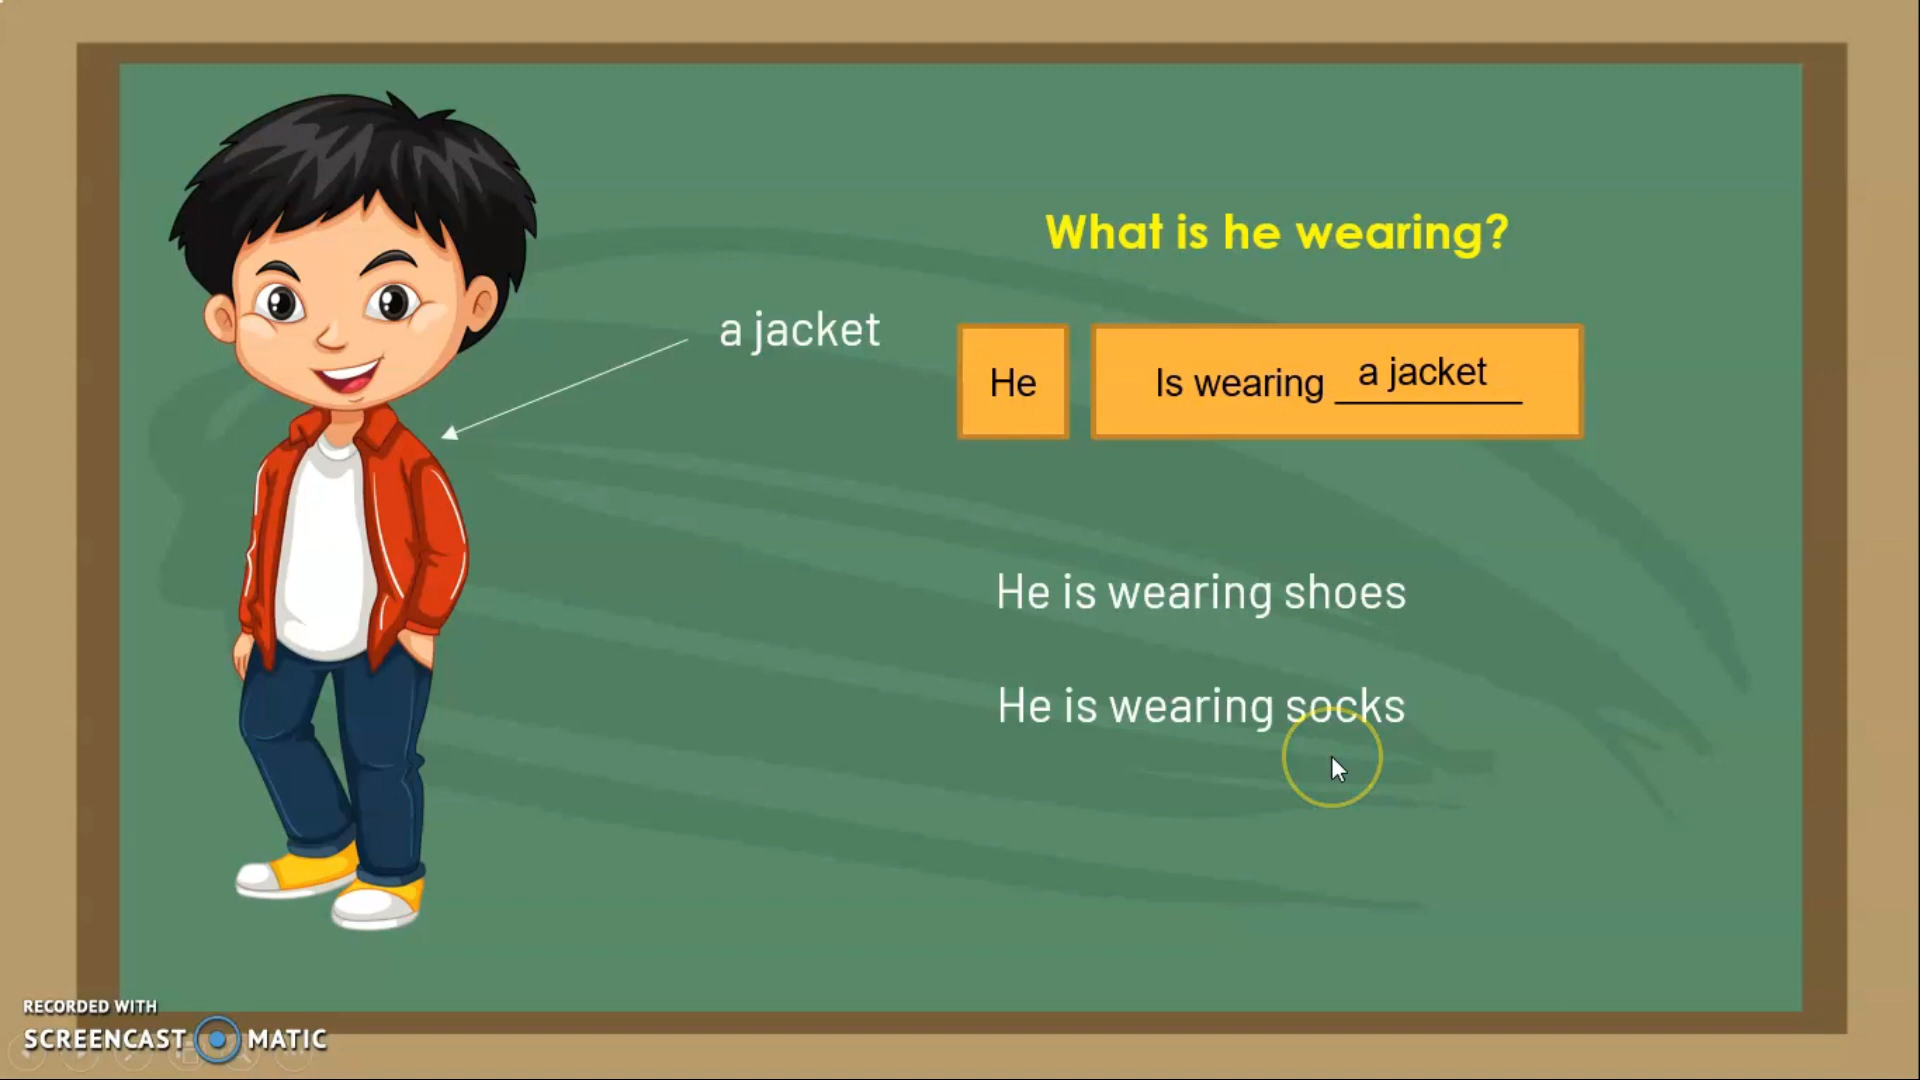 What is he wearing?
a jacket
He
Is wearing a jacket
He is wearing shoes
He is wearing socks
RECORDED WITH
SCREENCAST MATIC